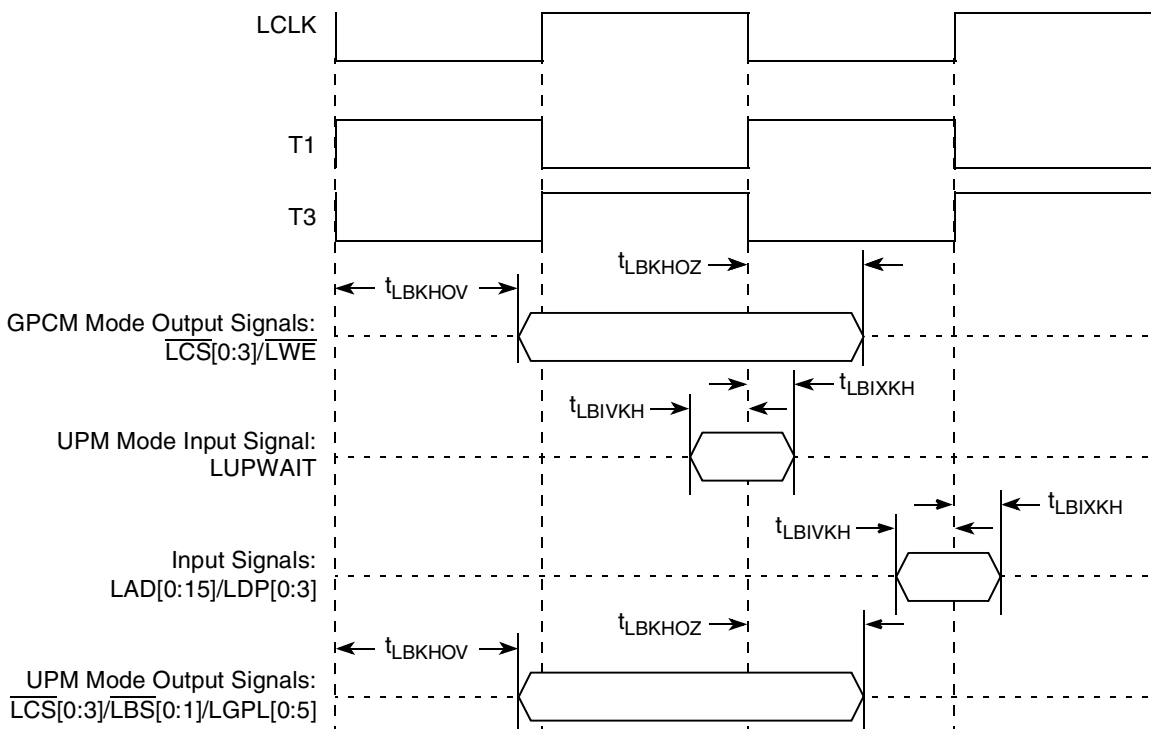 LCLK
T1
T3
tLBKHOZ
tLBKHOV
GPCM Mode Output Signals:
LCS[0:3]/LWE
tLBIXKH
tLBIVKH
UPM Mode Input Signal:
LUPWAIT
tLBIXKH
tLBIVKH
Input Signals:
LAD[0:15]/LDP[0:3]
tLBKHOZ
tLBKHOV
UPM Mode Output Signals:
LCS[0:3]/LBS[0:1]/LGPL[0:5]